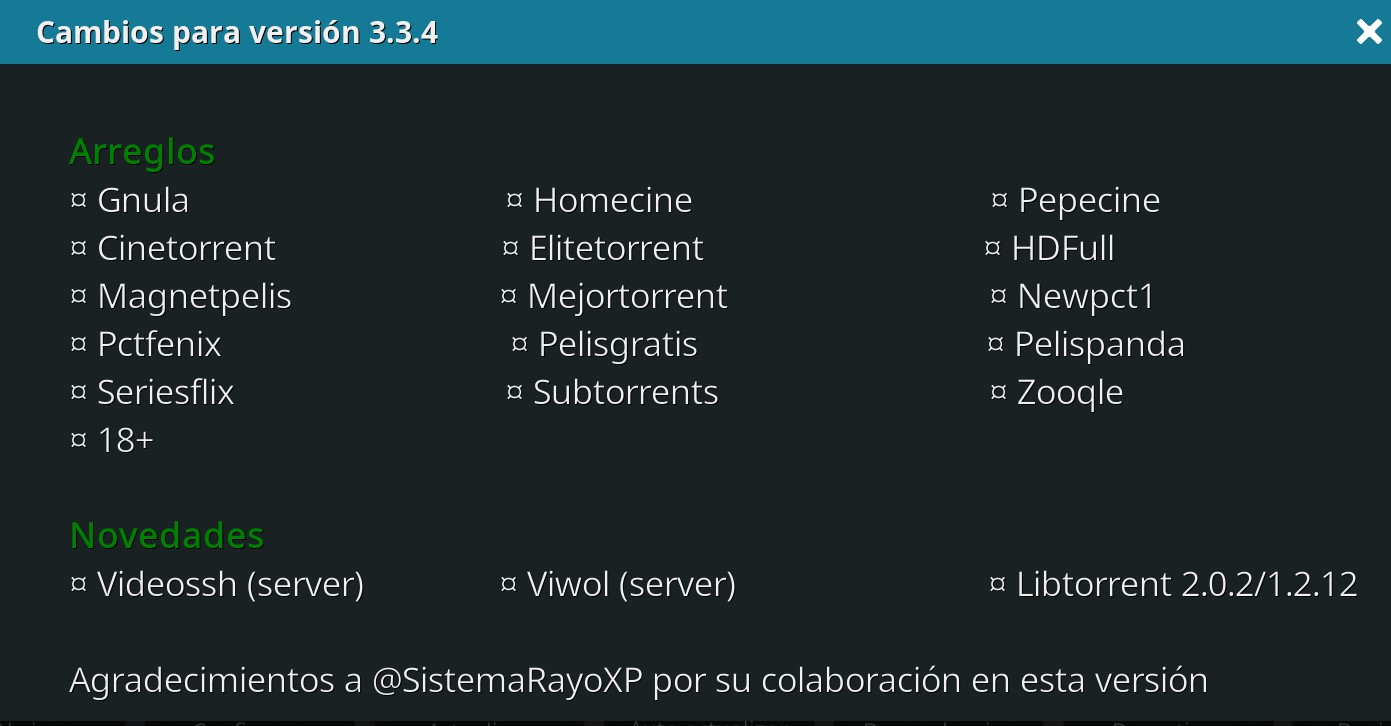 Cambios para versión 3.3.4
Arreglos
¤ Gnula ¤ Homecine ¤ Pepecine
¤ Cinetorrent ¤ Elitetorrent ¤ HDFull
¤ Magnetpelis ¤ Mejortorrent ¤ Newpct1
¤ Pctfenix ¤ Pelisgratis ¤ Pelispanda
¤ Seriesflix ¤ Subtorrents ¤ Zooqle
¤ 18+
Novedades
¤ Videossh (server) ¤ Viwol (server) ¤ Libtorrent 2.0.2/1.2.12
Agradecimientos a @SistemaRayoXP por su colaboración en esta versión